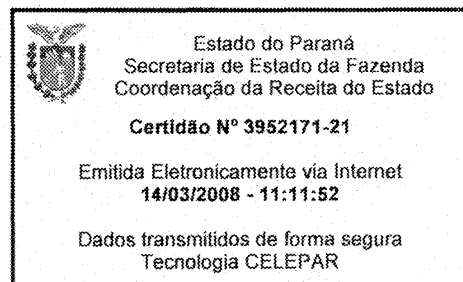 Estado do Paraná
Secretaria de Estado da Fazenda
Coordenação da Receita do Estado
Certidão Nº 3952171-21
Emitida Eletronicamente via Internet
14/03/2008 - 11:11:52
Dados transmitidos de forma segura
Tecnologia CELEPAR